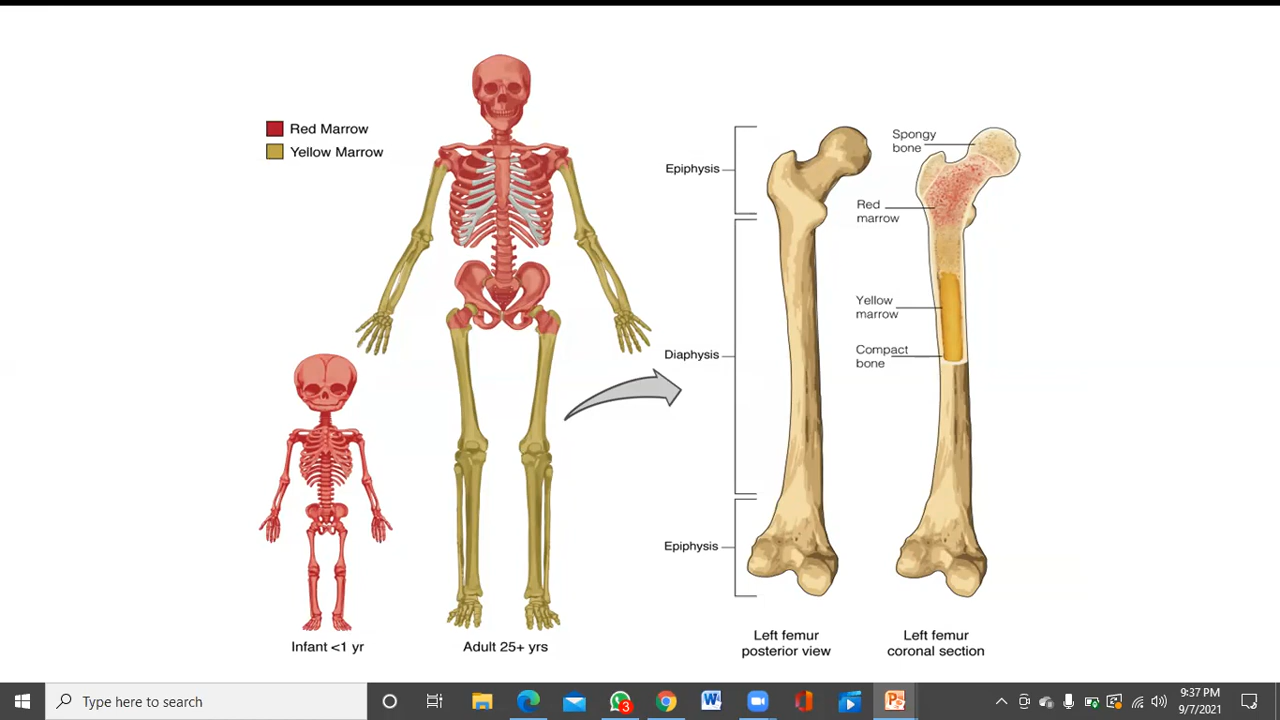 Red Marrow
Yellow Marrow
Infant <1 yr
Adult 25+ yrs
Epiphysis
Diaphysis
Epiphysis
Spongy
bone
Red
marrow
Yellow
marrow
Compact
bone
Left femur
posterior view
Left femur
coronal section
Type here to search
3
9:37 PM
9/7/2021